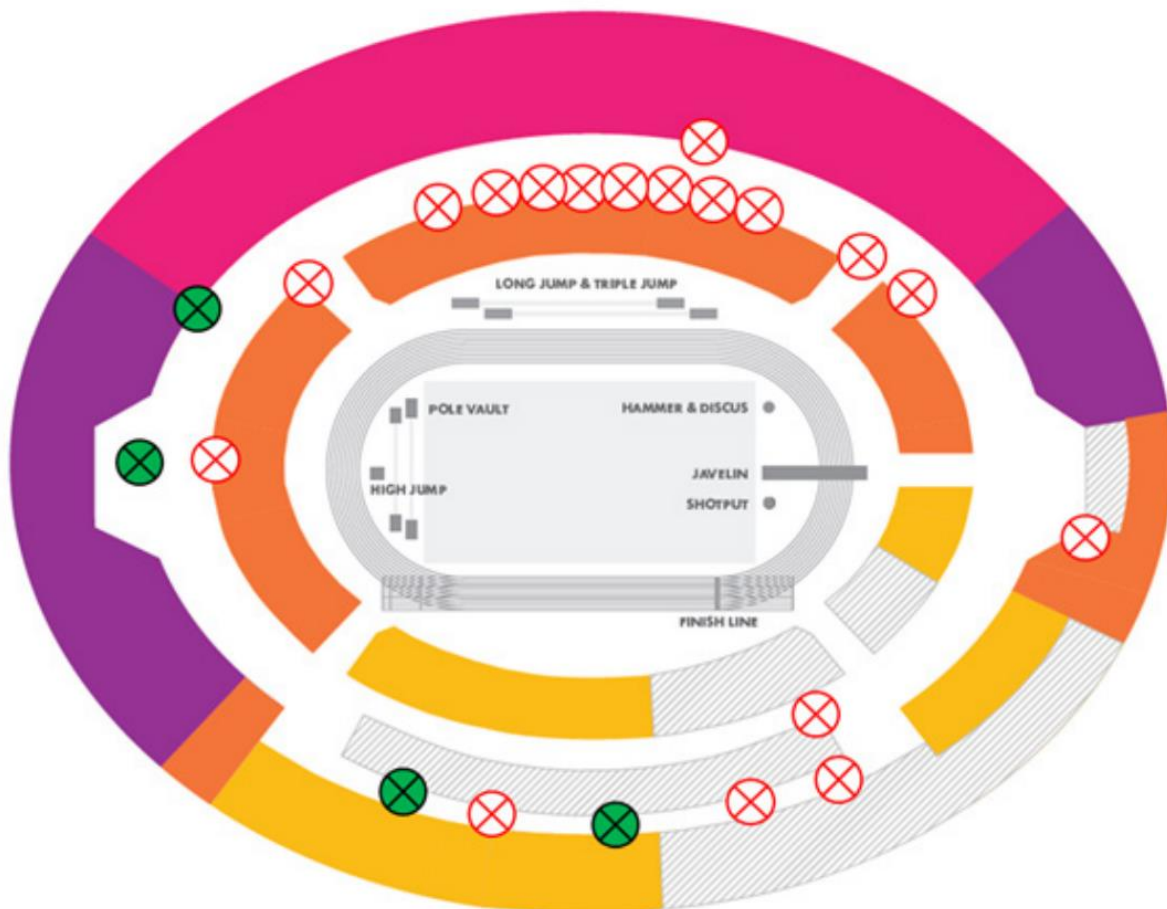 LONG JUMP & TRIPLE JUMP
POLE VAULT
HAMMER & DISCUS
HIGH JUMP
JAVELIN
SHOTPUT
FINISH LINE